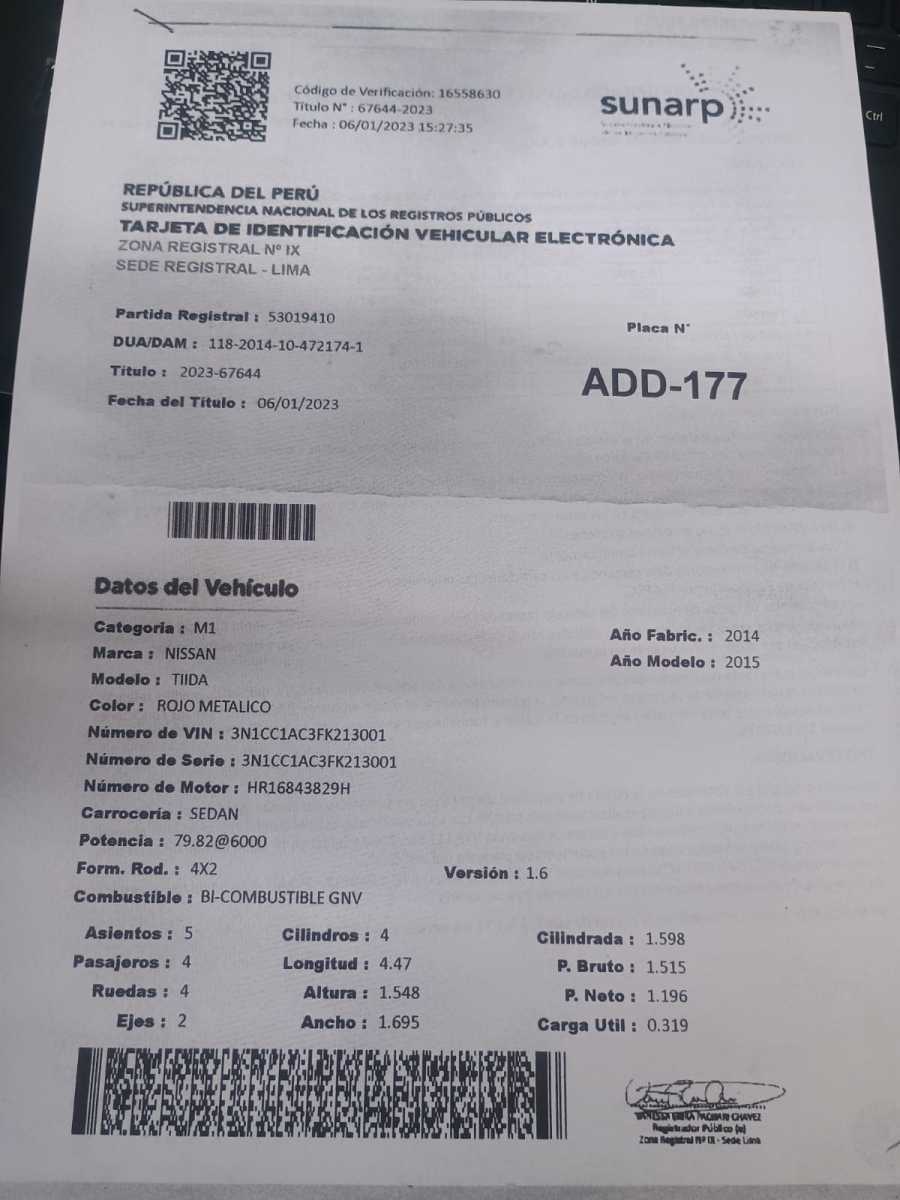 Código de Verificación: 16558630
Título N° : 67644-2023
Fecha : 06/01/2023 15:27:35
sunarp
REPÚBLICA DEL PERÚ
SUPERINTENDENCIA NACIONAL DE LOS REGISTROS PÚBLICOS
TARJETA DE IDENTIFICACIÓN VEHICULAR ELECTRÓNICA
ZONA REGISTRAL Nº IX
SEDE REGISTRAL - LIMA
Partida Registral : 53019410
DUA/DAM : 118-2014-10-472174-1
Título : 2023-67644
Fecha del Título : 06/01/2023
Placa N°
ADD-177
Datos del Vehículo
Categoria : M1
Marca : NISSAN
Modelo : TIIDA
Color : ROJO METALICO
Número de VIN : 3N1CC1AC3FK213001
Número de Serie : 3N1CC1AC3FK213001
Número de Motor : HR16843829H
Carrocería : SEDAN
Potencia : 79.82@6000
Form. Rod. : 4X2
Combustible : BI-COMBUSTIBLE GNV
Año Fabric. : 2014
Año Modelo : 2015
Versión : 1.6
Asientos : 5 Cilindros : 4 Cilindrada : 1.598
Pasajeros : 4 Longitud : 4.47 P. Bruto : 1.515
Ruedas : 4 Altura : 1.548 P. Neto : 1.196
Ejes : 2 Ancho : 1.695 Carga Util : 0.319
CHAVEZ
Registrador Público (e)
Zona Registral Nº IX - Sede Lima
Ctrl